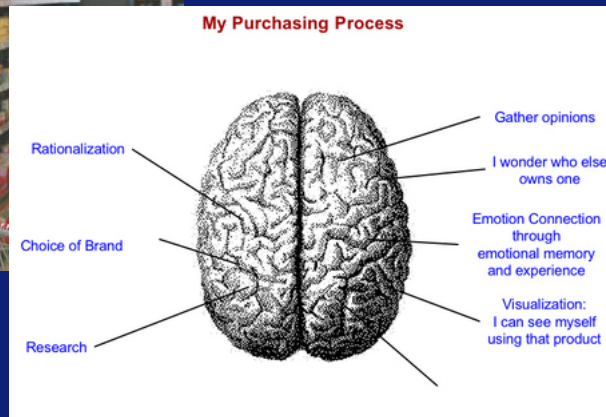 My Purchasing Process
Rationalization
Choice of Brand
Research
Gather opinions
I wonder who else
owns one
Emotion Connection
through
emotional memory
and experience
Visualization:
I can see myself
using that product